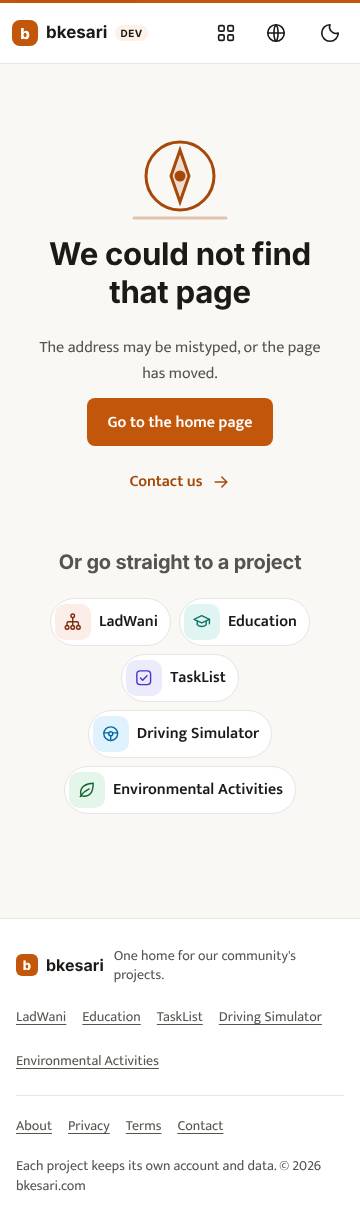 b bkesari DEV
We could not find
that page
The address may be mistyped, or the page
has moved.
Go to the home page
Contact us →
Or go straight to a project
LadWani Education
TaskList
Driving Simulator
Environmental Activities
b bkesari One home for our community's
projects.
LadWani Education TaskList Driving Simulator
Environmental Activities
About Privacy Terms Contact
Each project keeps its own account and data. © 2026
bkesari.com